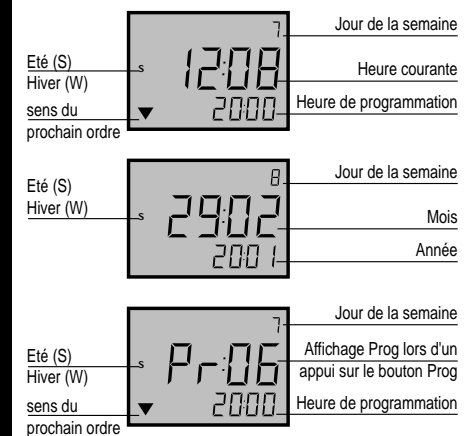 7
Jour de la semaine
Eté (S)
Hiver (W)
s
12:08
Heure courante
sens du
prochain ordre
20:00
Heure de programmation
8
Jour de la semaine
Eté (S)
Hiver (W)
s
29:02
Mois
20:01
Année
7
Jour de la semaine
Eté (S)
Hiver (W)
s
Pr:06
Affichage Prog lors d'un
appui sur le bouton Prog
sens du
prochain ordre
20:00
Heure de programmation